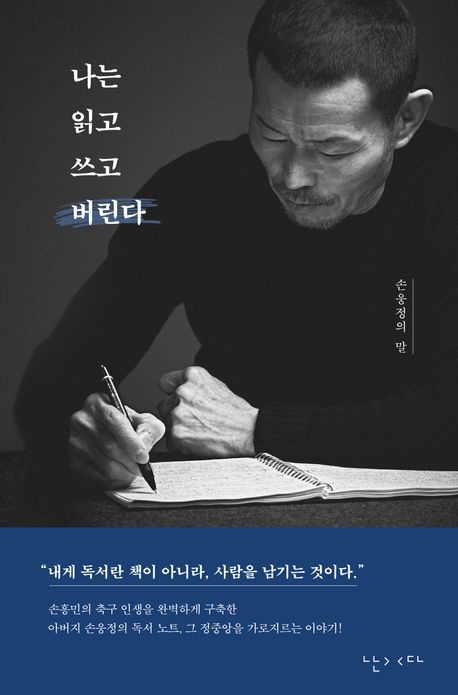 나는
읽고
쓰고
버린다
손웅정의 말
“내게 독서란 책이 아니라, 사람을 남기는 것이다.”
손흥민의 축구 인생을 완벽하게 구축한
아버지 손웅정의 독서 노트, 그 정중앙을 가로지르는 이야기!
난다